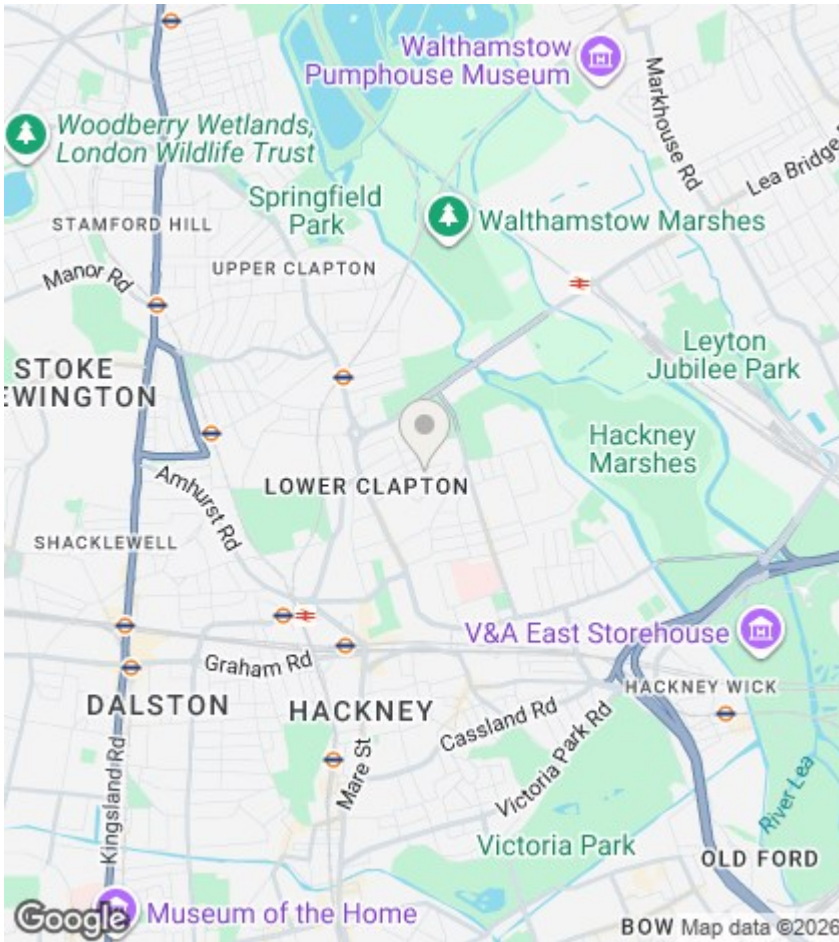 Walthamstow
Pumphouse Museum
Markhouse Rd
Lea Bridge
Woodberry Wetlands,
London Wildlife Trust
Springfield
Park
STAMFORD HILL
Walthamstow Marshes
UPPER CLAPTON
Manor Rd
Leyton
Jubilee Park
STOKE
EWINGTON
Hackney
Marshes
LOWER CLAPTON
Amhurst Rd
SHACKLEWELL
V&A East Storehouse
Graham Rd
HACKNEY WICK
DALSTON
HACKNEY
Cassland Rd
Victoria Park Rd
Mare St
Kingsland Rd
River Lea
Victoria Park
OLD FORD
Google
Museum of the Home
BOW
Map data ©2026